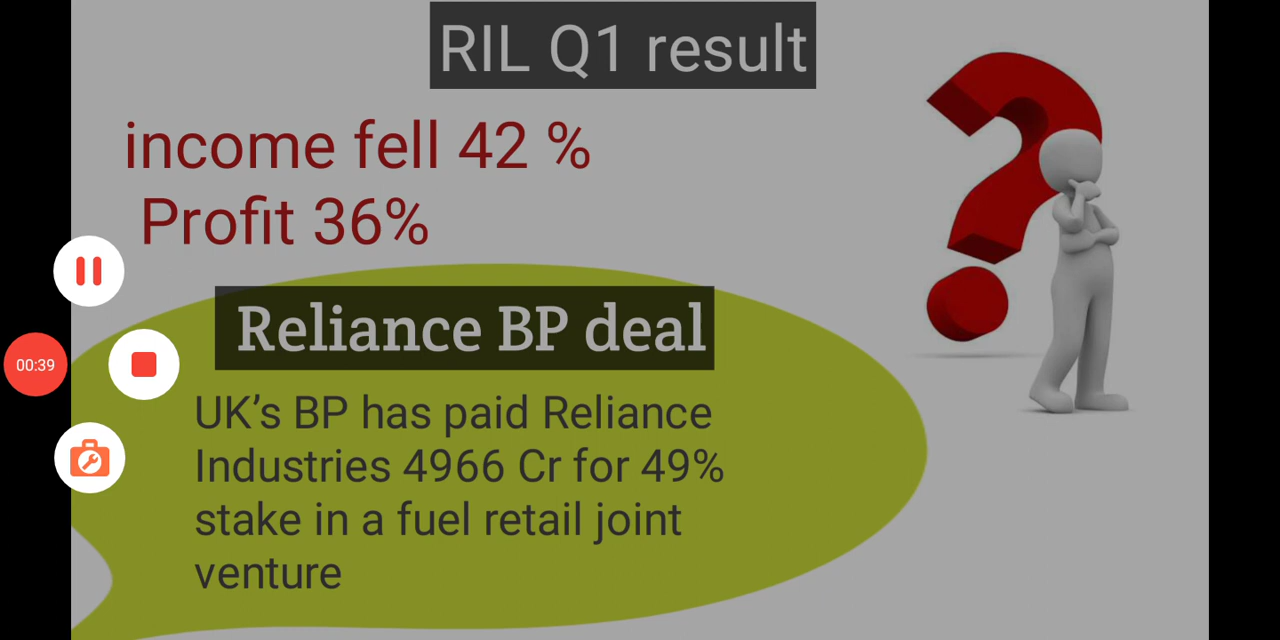 RIL Q1 result
income fell 42 %
Profit 36%
00:39
Reliance BP deal
UK’s BP has paid Reliance
Industries 4966 Cr for 49%
stake in a fuel retail joint
venture